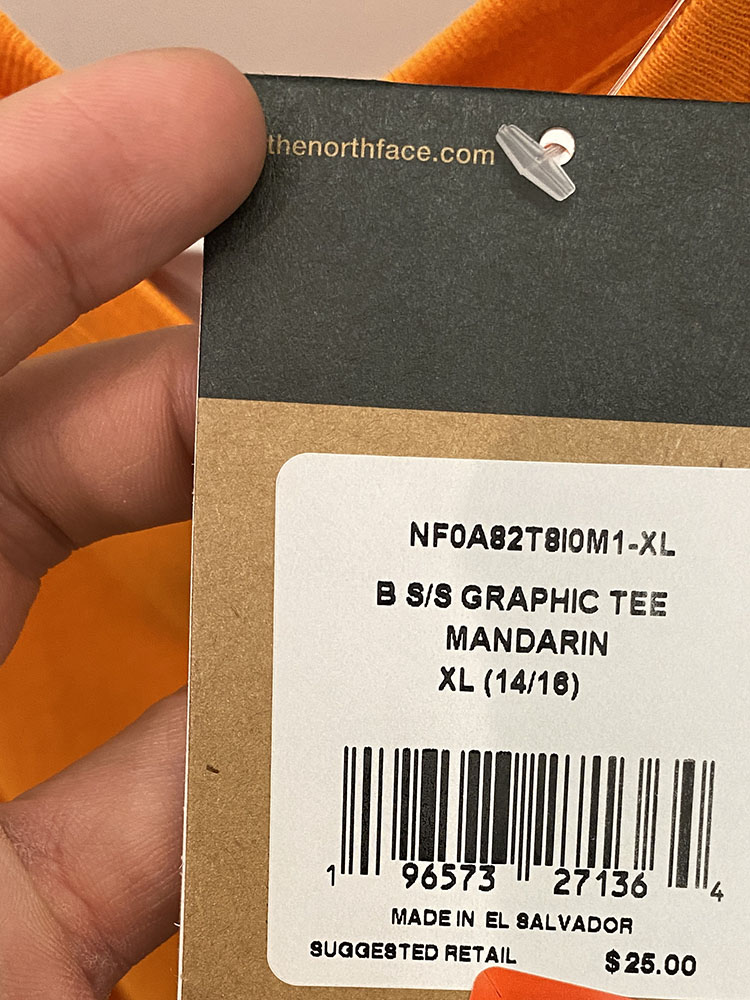 thenorthface.com
NF0A82T8I0M1-XL
B S/S GRAPHIC TEE
MANDARIN
XL (14/16)
1 96573 27136 4
MADE IN EL SALVADOR
SUGGESTED RETAIL $25.00